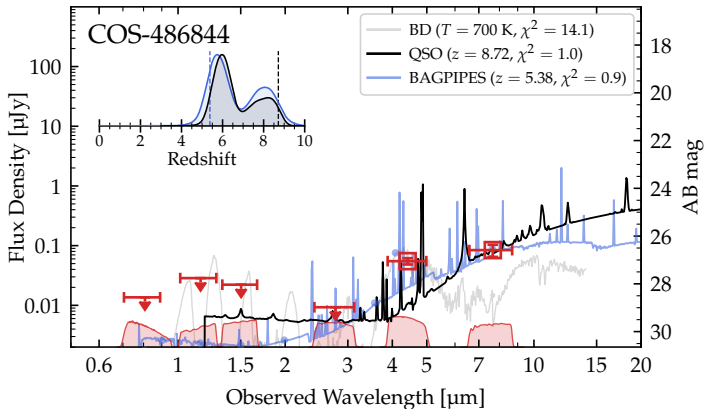 COS-486844
BD (T = 700 K, χ² = 14.1)
QSO (z = 8.72, χ² = 1.0)
BAGPIPES (z = 5.38, χ² = 0.9)
Flux Density [μJy]
100
10
1
0.1
0.01
0 2 4 6 8 10
Redshift
18
20
22
24
26
28
30
AB mag
0.6 1 2 3 4 5 7 10 15 20
Observed Wavelength [μm]